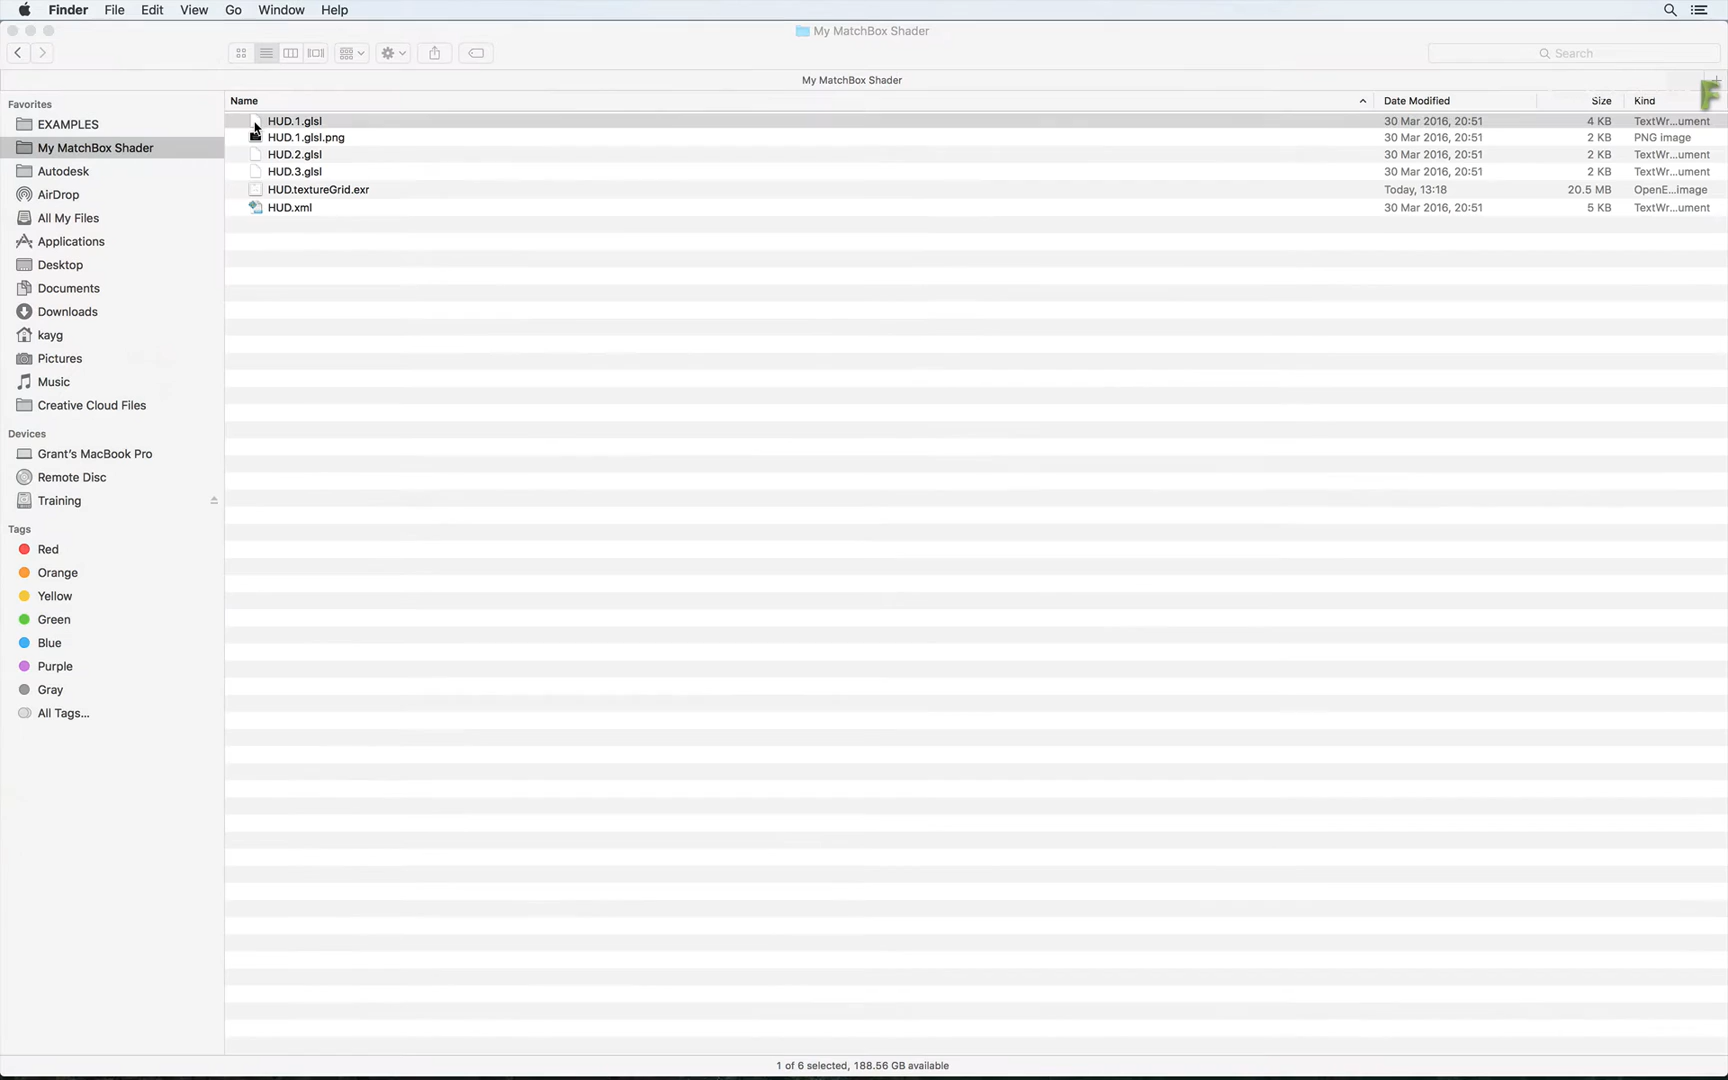 Finder File Edit View Go Window Help
My MatchBox Shader
Search
My MatchBox Shader
Favorites
EXAMPLES
My MatchBox Shader
Autodesk
AirDrop
All My Files
Applications
Desktop
Documents
Downloads
kayg
Pictures
Music
Creative Cloud Files
Devices
Grant's MacBook Pro
Remote Disc
Training
Tags
Red
Orange
Yellow
Green
Blue
Purple
Gray
All Tags...
Name Date Modified Size Kind
HUD.1.glsl 30 Mar 2016, 20:51 4 KB TextWr...ument
HUD.1.glsl.png 30 Mar 2016, 20:51 2 KB PNG image
HUD.2.glsl 30 Mar 2016, 20:51 2 KB TextWr...ument
HUD.3.glsl 30 Mar 2016, 20:51 2 KB TextWr...ument
HUD.textureGrid.exr Today, 13:18 20.5 MB OpenE...image
HUD.xml 30 Mar 2016, 20:51 5 KB TextWr...ument
1 of 6 selected, 188.56 GB available
F